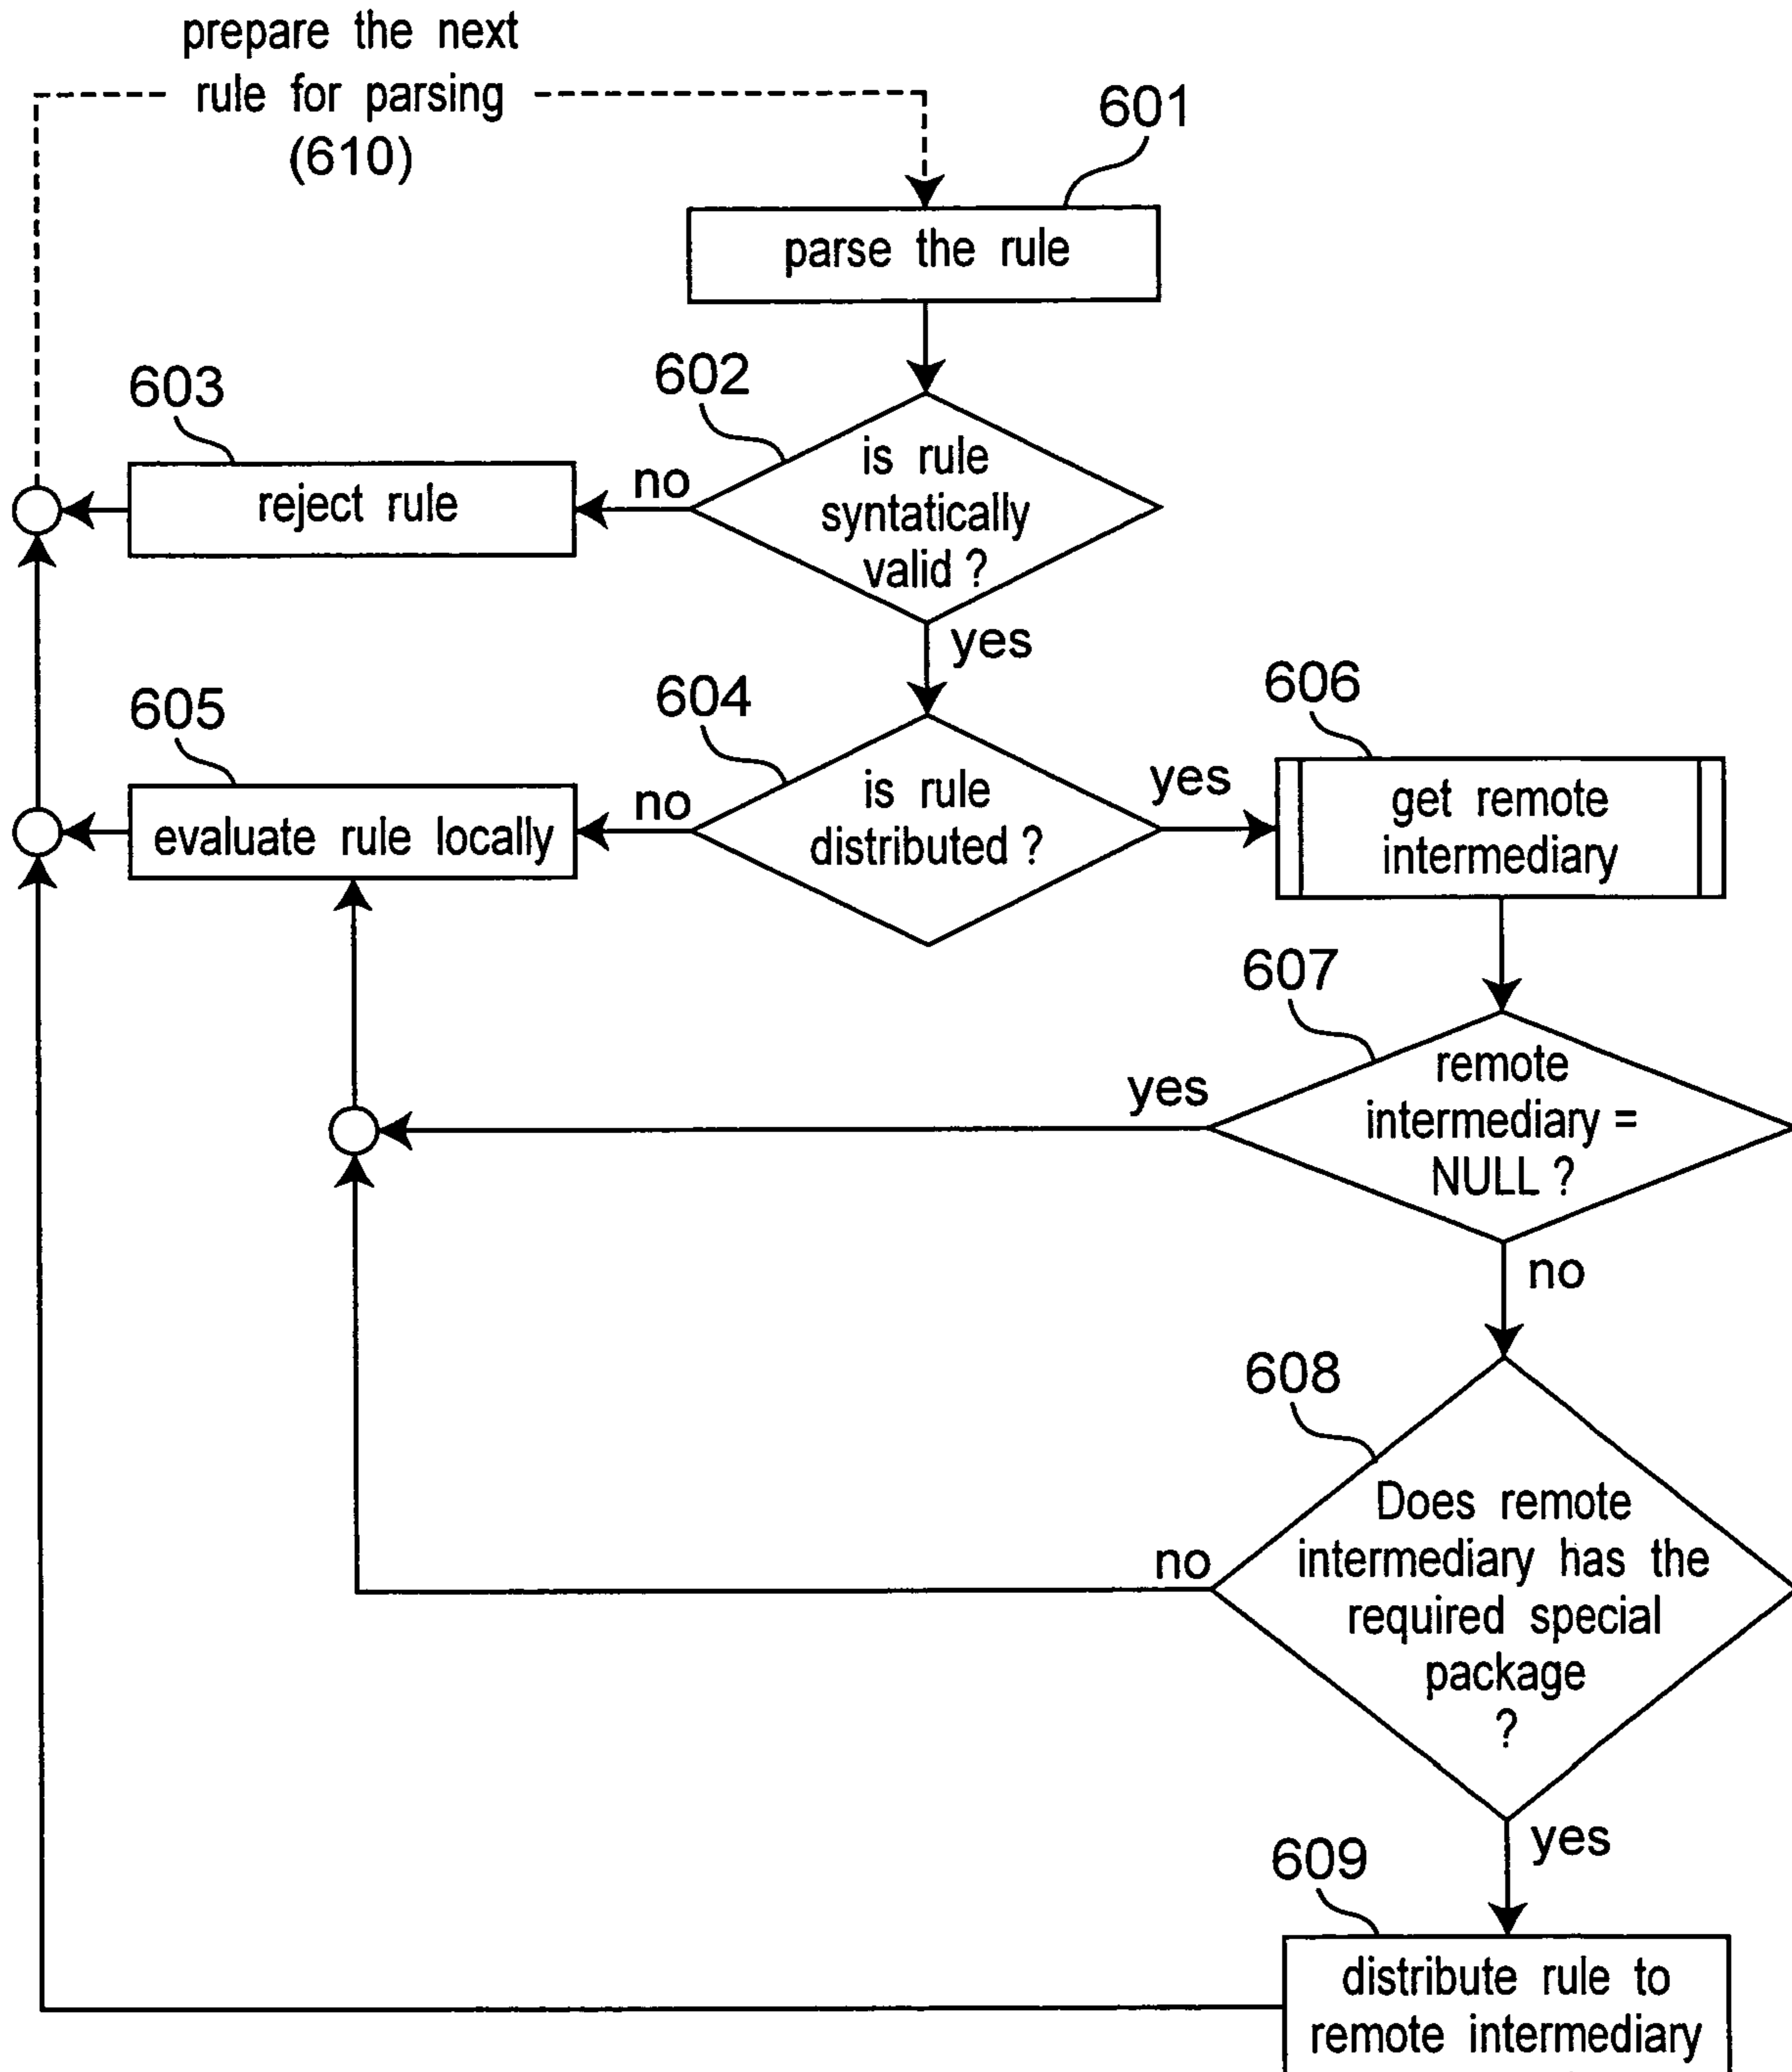 prepare the next
rule for parsing
(610)
601
parse the rule
602
603
is rule
syntatically
valid ?
no
reject rule
yes
604
605
606
is rule
distributed ?
no
evaluate rule locally
yes
get remote
intermediary
607
remote
intermediary =
NULL ?
yes
no
608
Does remote
intermediary has the
required special
package
?
no
yes
609
distribute rule to
remote intermediary